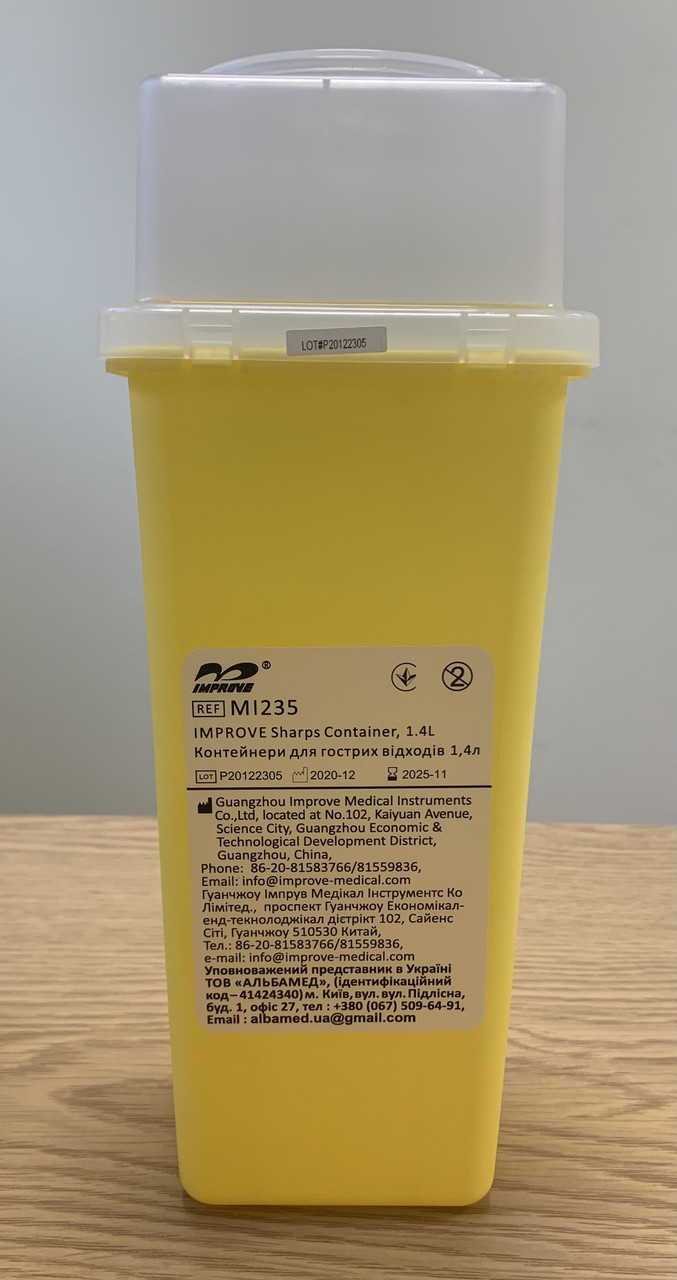 LOT#P20122305
IMPROVE®
REF MI235
IMPROVE Sharps Container, 1.4L
Контейнери для гострих відходів 1,4л
LOT P20122305 2020-12 2025-11
Guangzhou Improve Medical Instruments
Co.,Ltd, located at No.102, Kaiyuan Avenue,
Science City, Guangzhou Economic &
Technological Development District,
Guangzhou, China,
Phone: 86-20-81583766/81559836,
Email: info@improve-medical.com
Гуанчжоу Імпрув Медікал Інструментс Ко
Лімітед., проспект Гуанчжоу Економікал-
енд-текнолоджікал дістрікт 102, Сайенс
Сіті, Гуанчжоу 510530 Китай,
Тел.: 86-20-81583766/81559836,
e-mail: info@improve-medical.com
Уповноважений представник в Україні
ТОВ «АЛЬБАМЕД», (ідентифікаційний
код–41424340) м. Київ, вул. вул. Підлісна,
буд. 1, офіс 27, тел : +380 (067) 509-64-91,
Email : albamed.ua@gmail.com